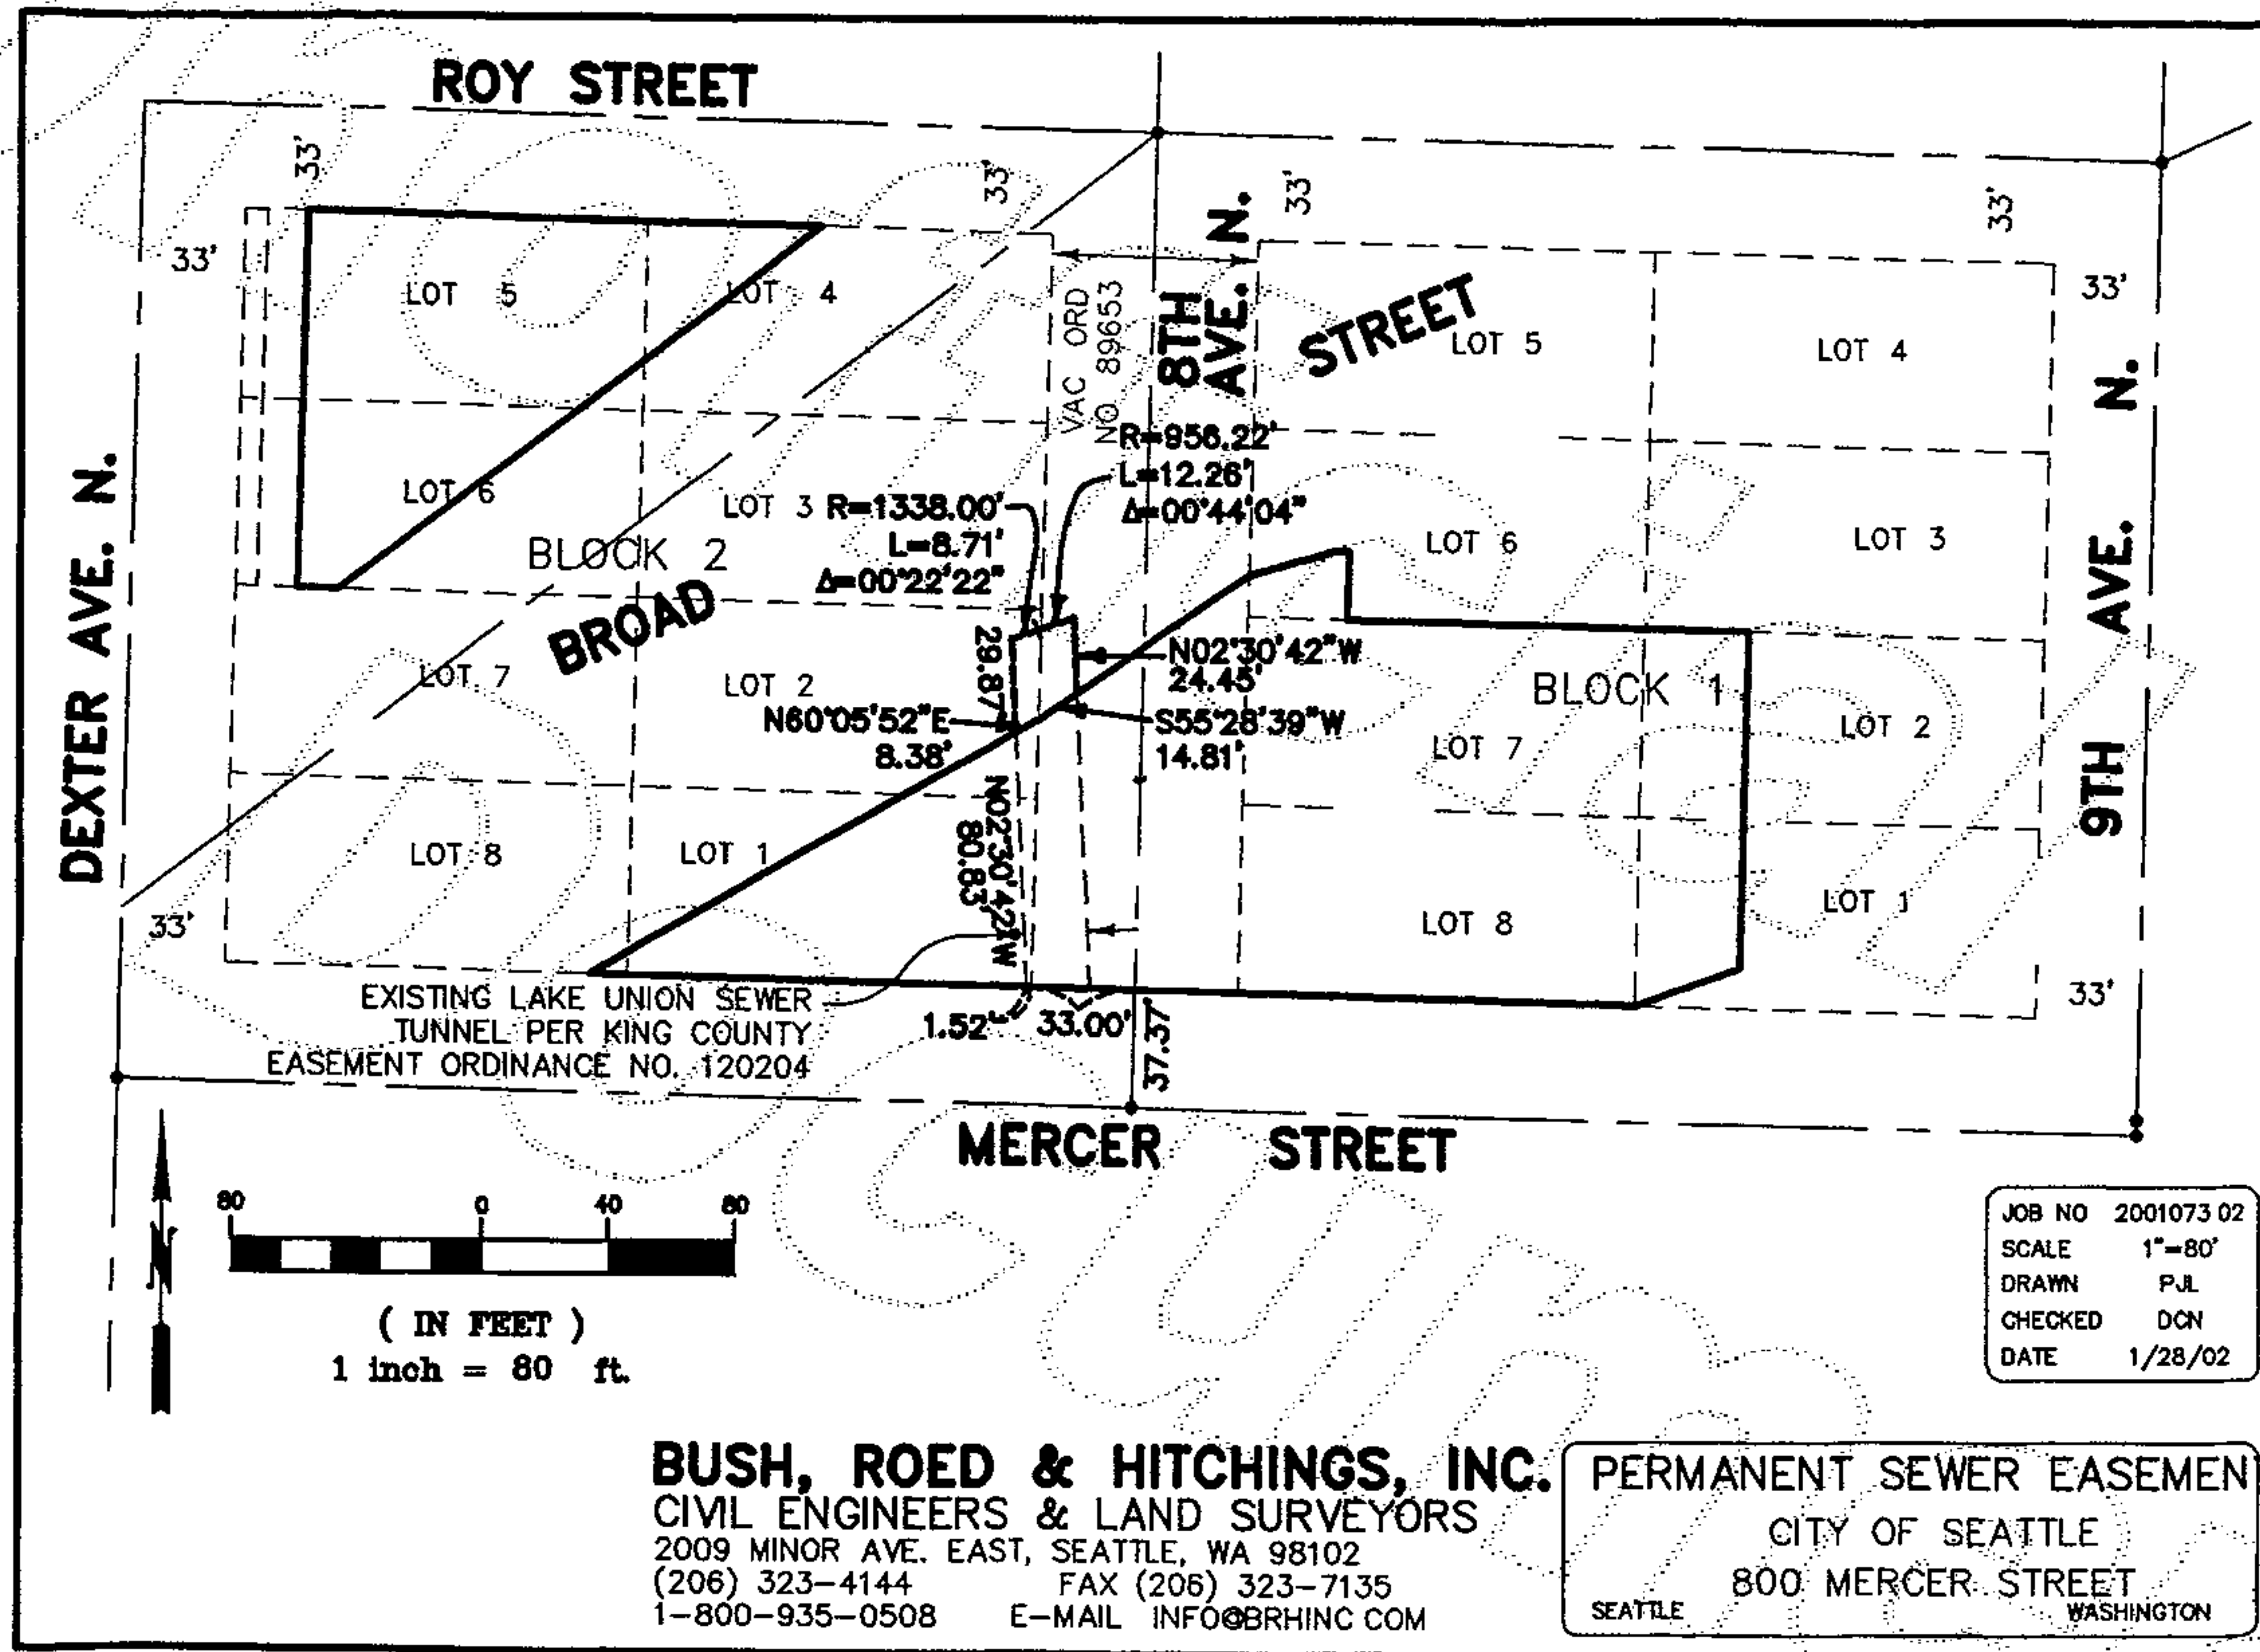 ROY STREET
33'
33'
33'
33'
33'
33'
LOT 5
LOT 4
VAC ORD
NO 89653
8TH
AVE. N.
STREET
LOT 5
LOT 4
9TH AVE. N.
DEXTER AVE. N.
LOT 6
LOT 3
BLOCK 2
BROAD
R=1338.00'
L=8.71'
Δ=00°22'22"
R=956.22'
L=12.26'
Δ=00°44'04"
LOT 6
LOT 3
LOT 7
LOT 2
29.87'
N02°30'42"W
24.45'
BLOCK 1
N60°05'52"E
8.38'
S55°28'39"W
14.81'
LOT 7
LOT 2
LOT 8
LOT 1
N02°30'42"W
80.83'
LOT 8
LOT 1
33'
33'
EXISTING LAKE UNION SEWER
TUNNEL PER KING COUNTY
EASEMENT ORDINANCE NO. 120204
1.52'
33.00'
37.37'
MERCER STREET
N
80 0 40 80
( IN FEET )
1 inch = 80 ft.
JOB NO 2001073 02
SCALE 1"=80'
DRAWN PJL
CHECKED DCN
DATE 1/28/02
BUSH, ROED & HITCHINGS, INC.
CIVIL ENGINEERS & LAND SURVEYORS
2009 MINOR AVE. EAST, SEATTLE, WA 98102
(206) 323-4144 FAX (206) 323-7135
1-800-935-0508 E-MAIL INFO@BRHINC COM
PERMANENT SEWER EASEMEN
CITY OF SEATTLE
800 MERCER STREET
SEATTLE WASHINGTON